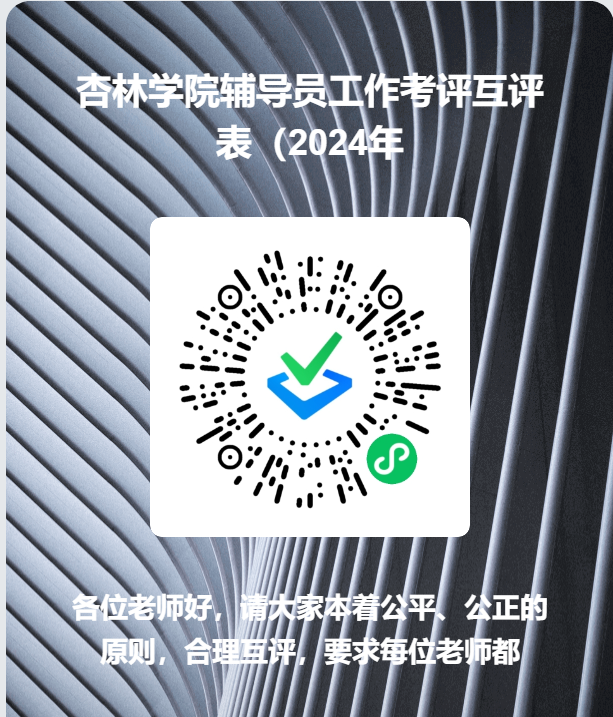 杏林学院辅导员工作考评互评
表（2024年
各位老师好，请大家本着公平、公正的
原则，合理互评，要求每位老师都